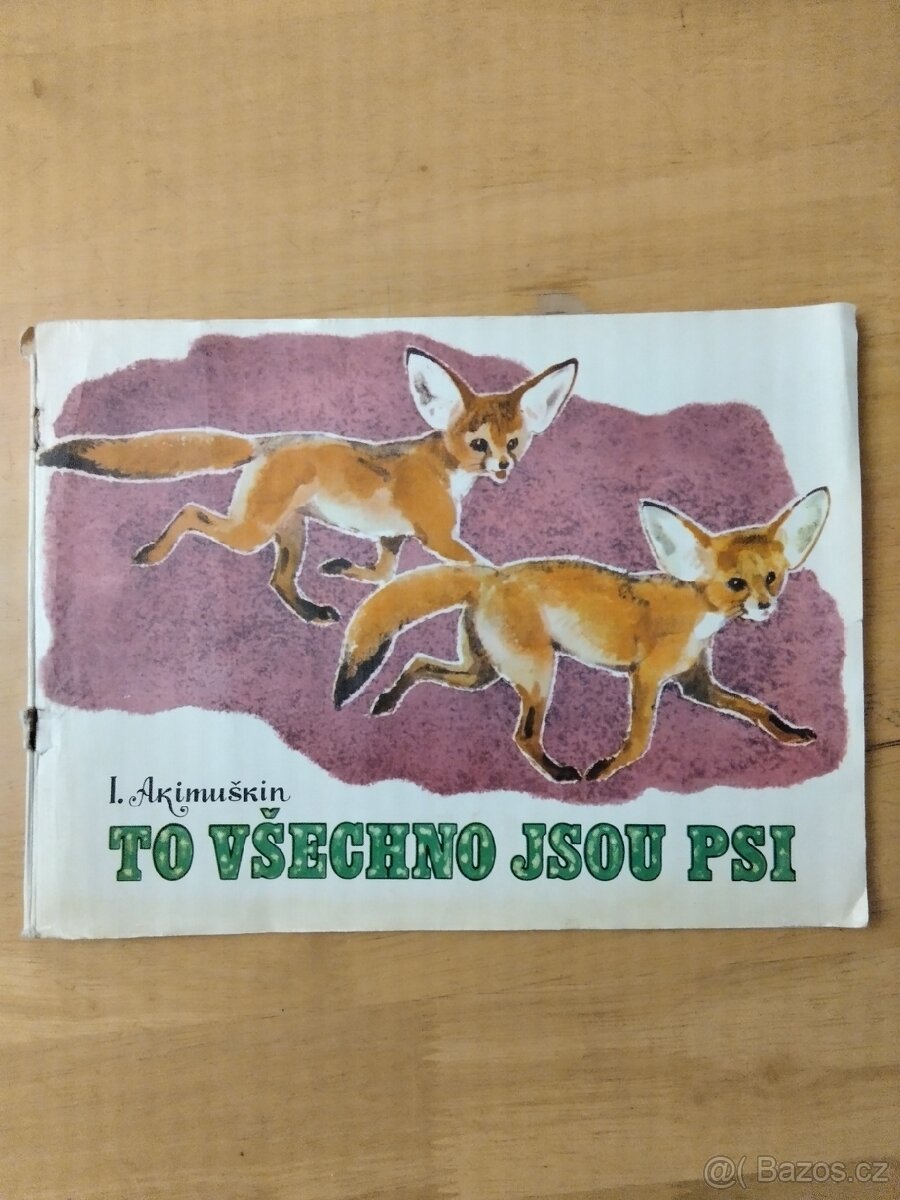 I. Akimuškin
TO VŠECHNO JSOU PSI
@( Bazos.cz